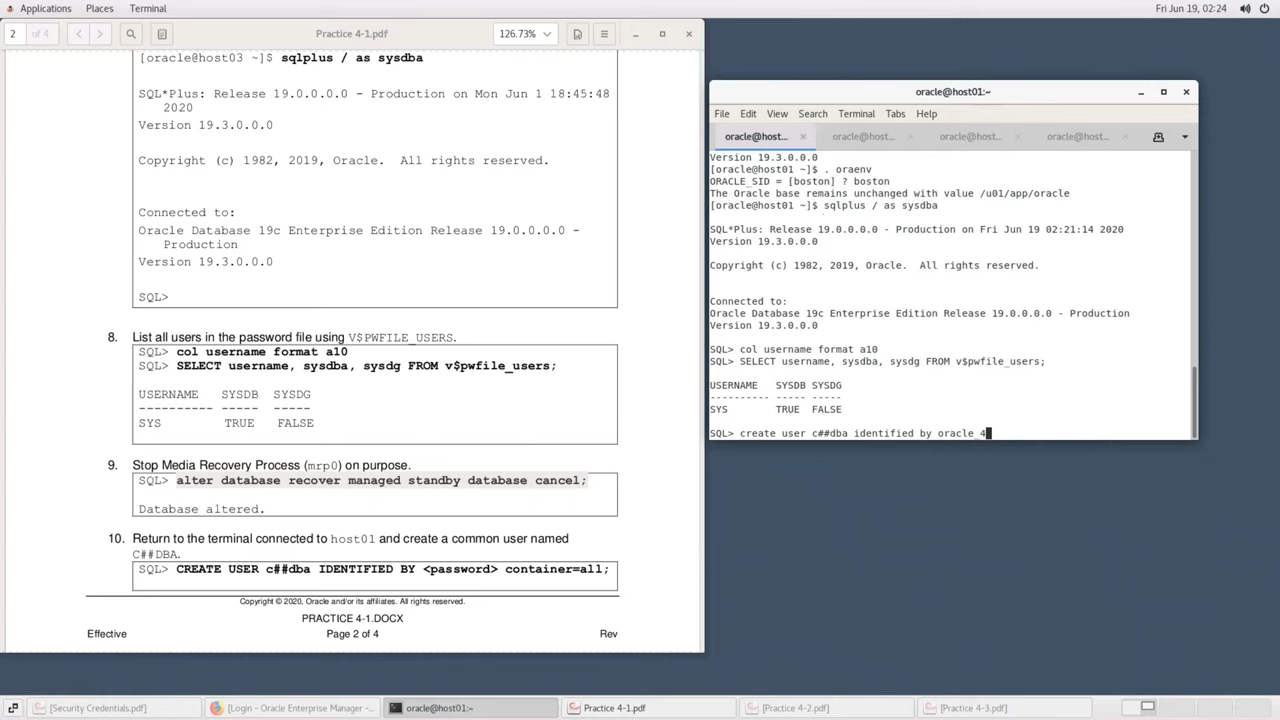 Applications Places Terminal
Fri Jun 19, 02:24
2 of 4
Practice 4-1.pdf
126.73%
[oracle@host03 ~]$ sqlplus / as sysdba
SQL*Plus: Release 19.0.0.0.0 - Production on Mon Jun 1 18:45:48
2020
Version 19.3.0.0.0
Copyright (c) 1982, 2019, Oracle. All rights reserved.
Connected to:
Oracle Database 19c Enterprise Edition Release 19.0.0.0.0 -
Production
Version 19.3.0.0.0
SQL>
8. List all users in the password file using V$PWFILE_USERS.
SQL> col username format a10
SQL> SELECT username, sysdba, sysdg FROM v$pwfile_users;
USERNAME SYSDB SYSDG
---------- ----- -----
SYS TRUE FALSE
9. Stop Media Recovery Process (mrp0) on purpose.
SQL> alter database recover managed standby database cancel;
Database altered.
10. Return to the terminal connected to host01 and create a common user named
C##DBA.
SQL> CREATE USER c##dba IDENTIFIED BY <password> container=all;
Copyright © 2020, Oracle and/or its affiliates. All rights reserved.
PRACTICE 4-1.DOCX
Effective Page 2 of 4 Rev
oracle@host01:~
File Edit View Search Terminal Tabs Help
oracle@host... oracle@host... oracle@host... oracle@host...
Version 19.3.0.0.0
[oracle@host01 ~]$ . oraenv
ORACLE_SID = [boston] ? boston
The Oracle base remains unchanged with value /u01/app/oracle
[oracle@host01 ~]$ sqlplus / as sysdba
SQL*Plus: Release 19.0.0.0.0 - Production on Fri Jun 19 02:21:14 2020
Version 19.3.0.0.0
Copyright (c) 1982, 2019, Oracle. All rights reserved.
Connected to:
Oracle Database 19c Enterprise Edition Release 19.0.0.0.0 - Production
Version 19.3.0.0.0
SQL> col username format a10
SQL> SELECT username, sysdba, sysdg FROM v$pwfile_users;
USERNAME SYSDB SYSDG
---------- ----- -----
SYS TRUE FALSE
SQL> create user c##dba identified by oracle_4
[Security Credentials.pdf] [Login - Oracle Enterprise Manager -... oracle@host01:~ Practice 4-1.pdf [Practice 4-2.pdf] [Practice 4-3.pdf]